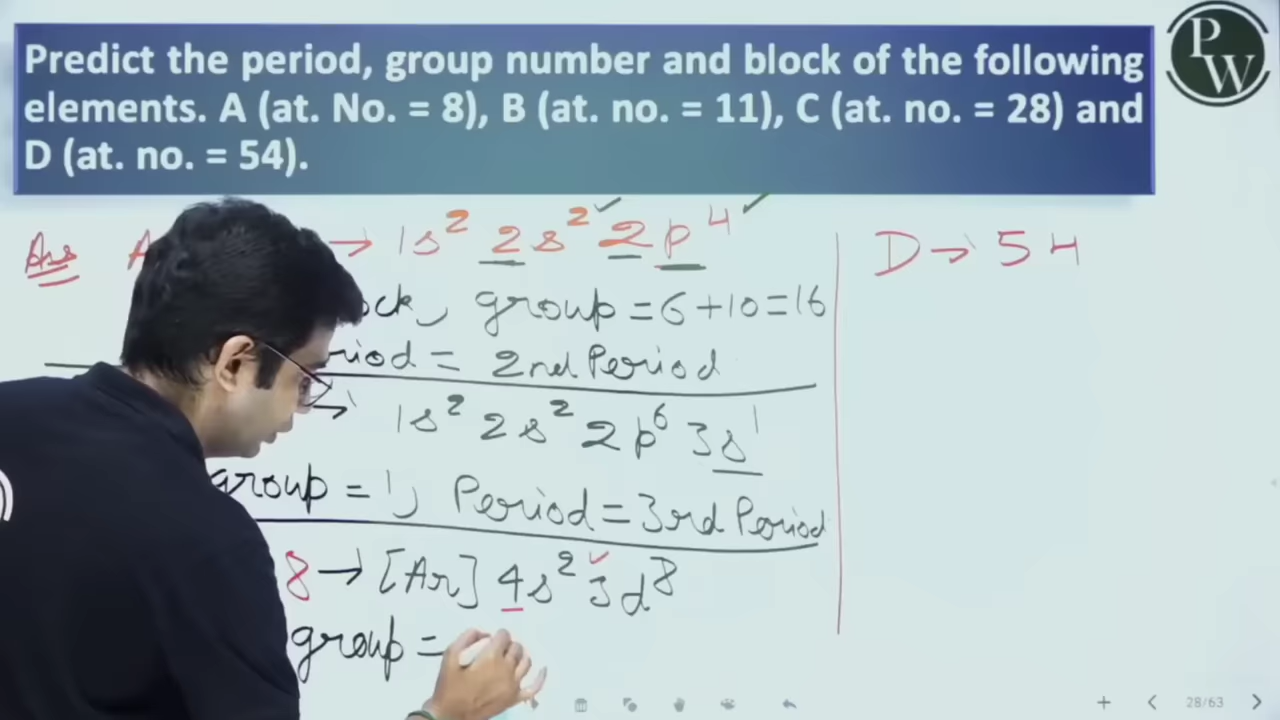 Predict the period, group number and block of the following
elements. A (at. No. = 8), B (at. no. = 11), C (at. no. = 28) and
D (at. no. = 54).
PW
Ans → 1s² 2s² 2p⁴
ock, group = 6 + 10 = 16
riod = 2nd Period
→ 1s² 2s² 2p⁶ 3s¹
group = 1, Period = 3rd Period
8 → [Ar] 4s² 3d⁸
group =
D → 54
28/63